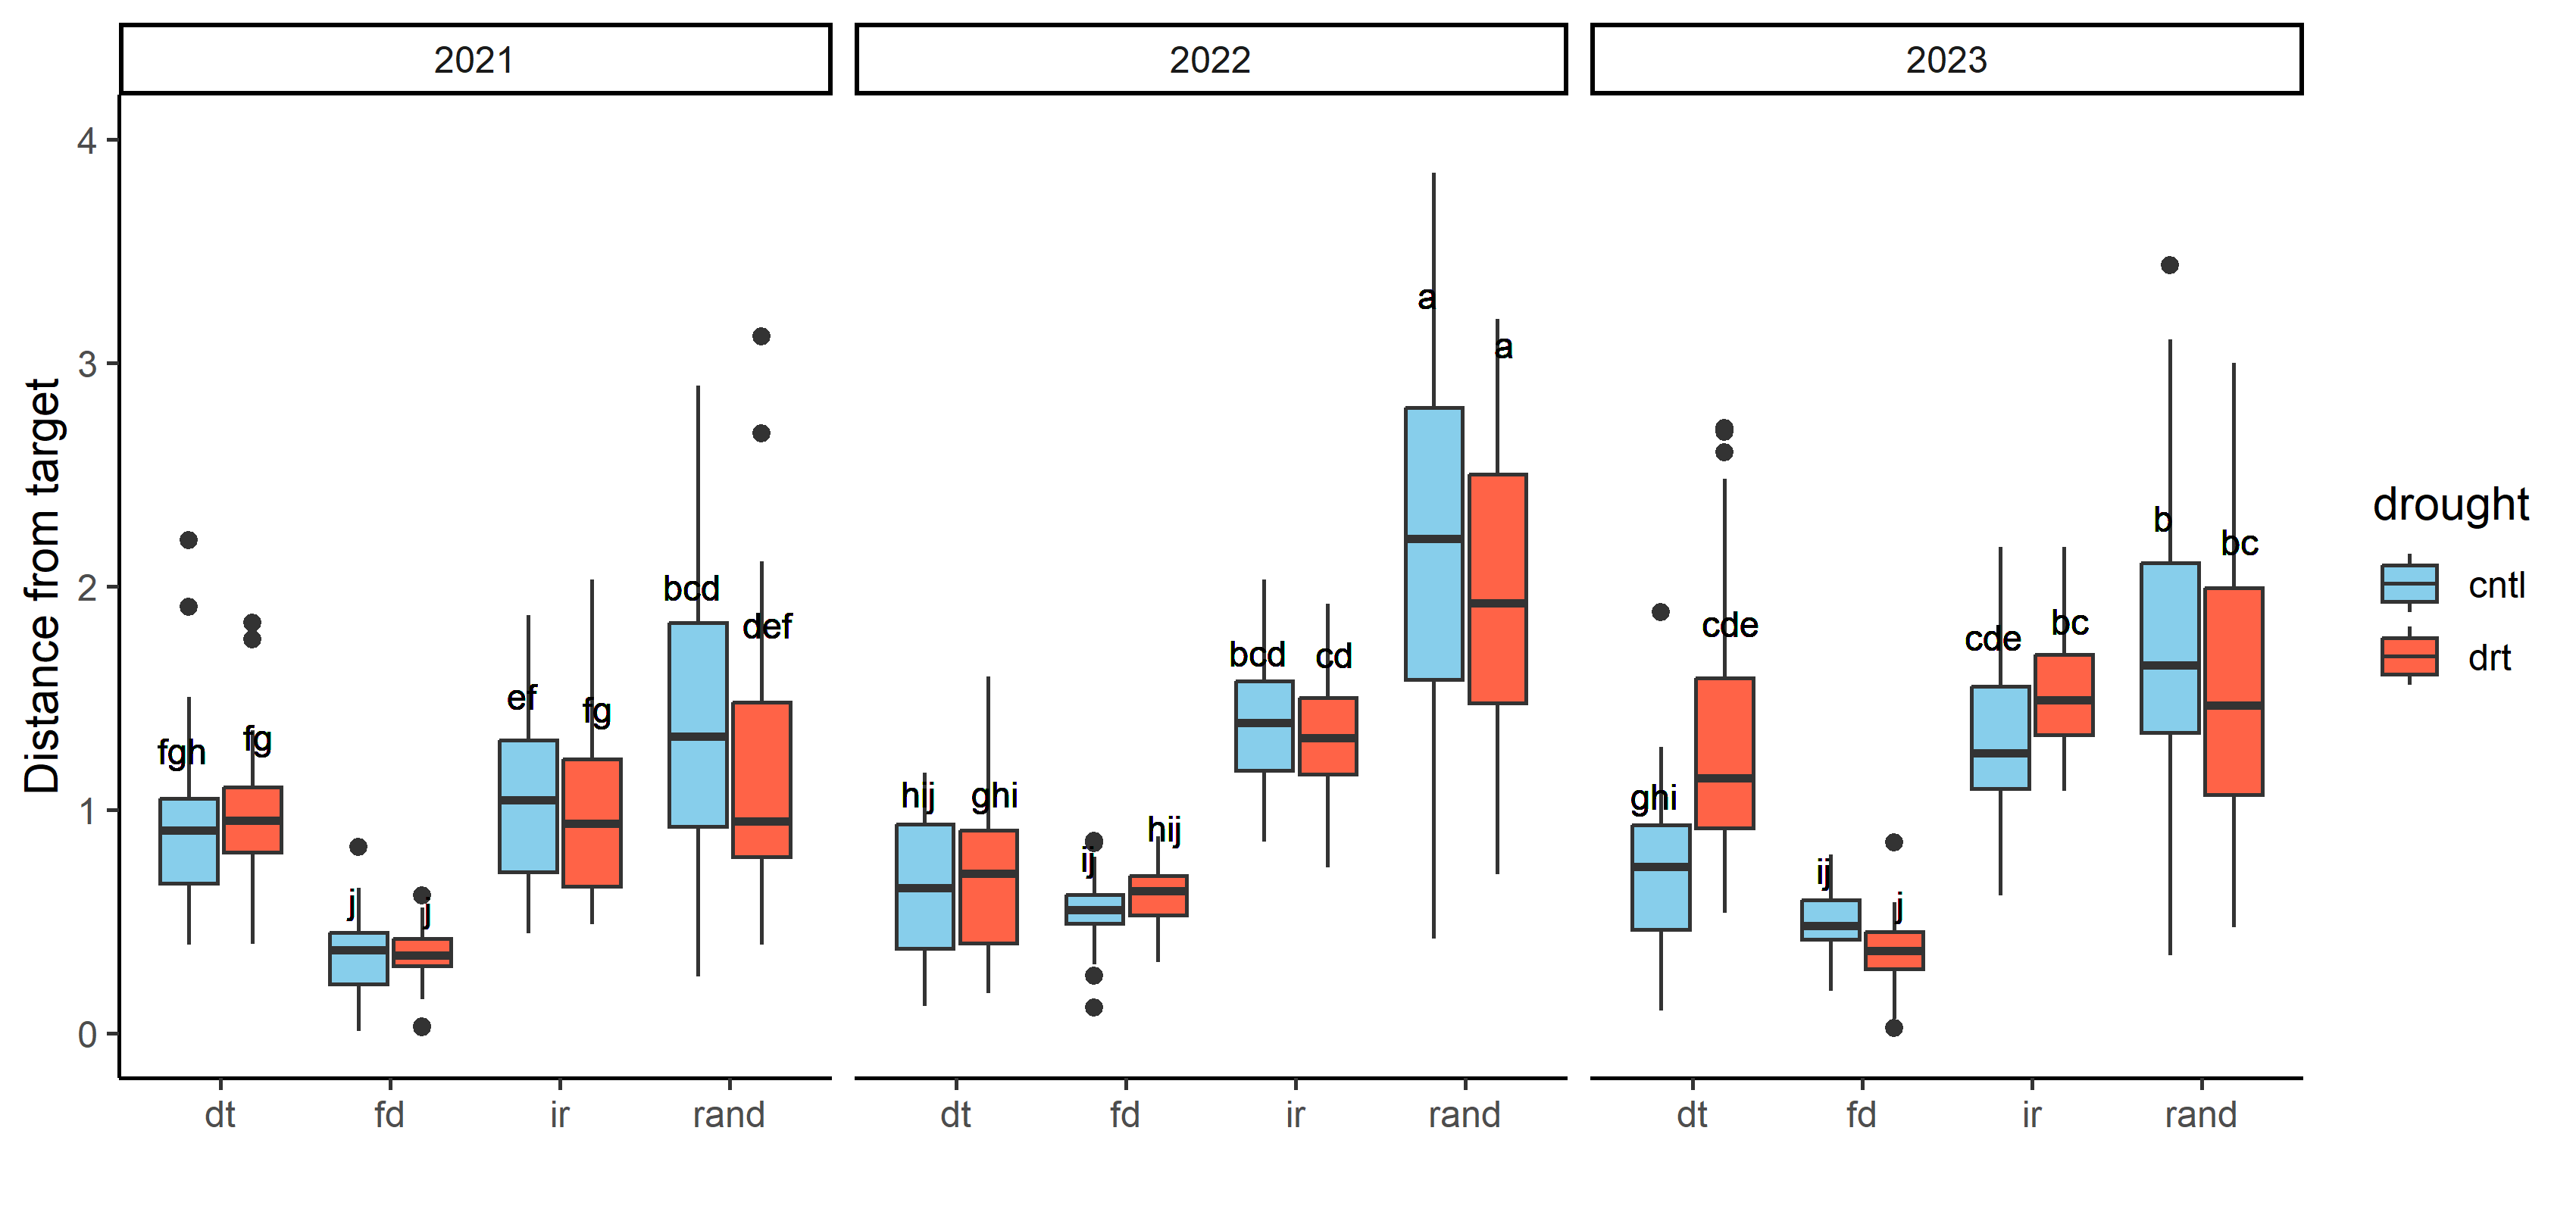 2021 2022 2023
Distance from target
4
3
2
1
0
fgh fg j j ef fg bcd def
hij ghi ij hij bcd cd a a
ghi cde ij j cde bc b bc
dt fd ir rand dt fd ir rand dt fd ir rand
drought
cntl
drt